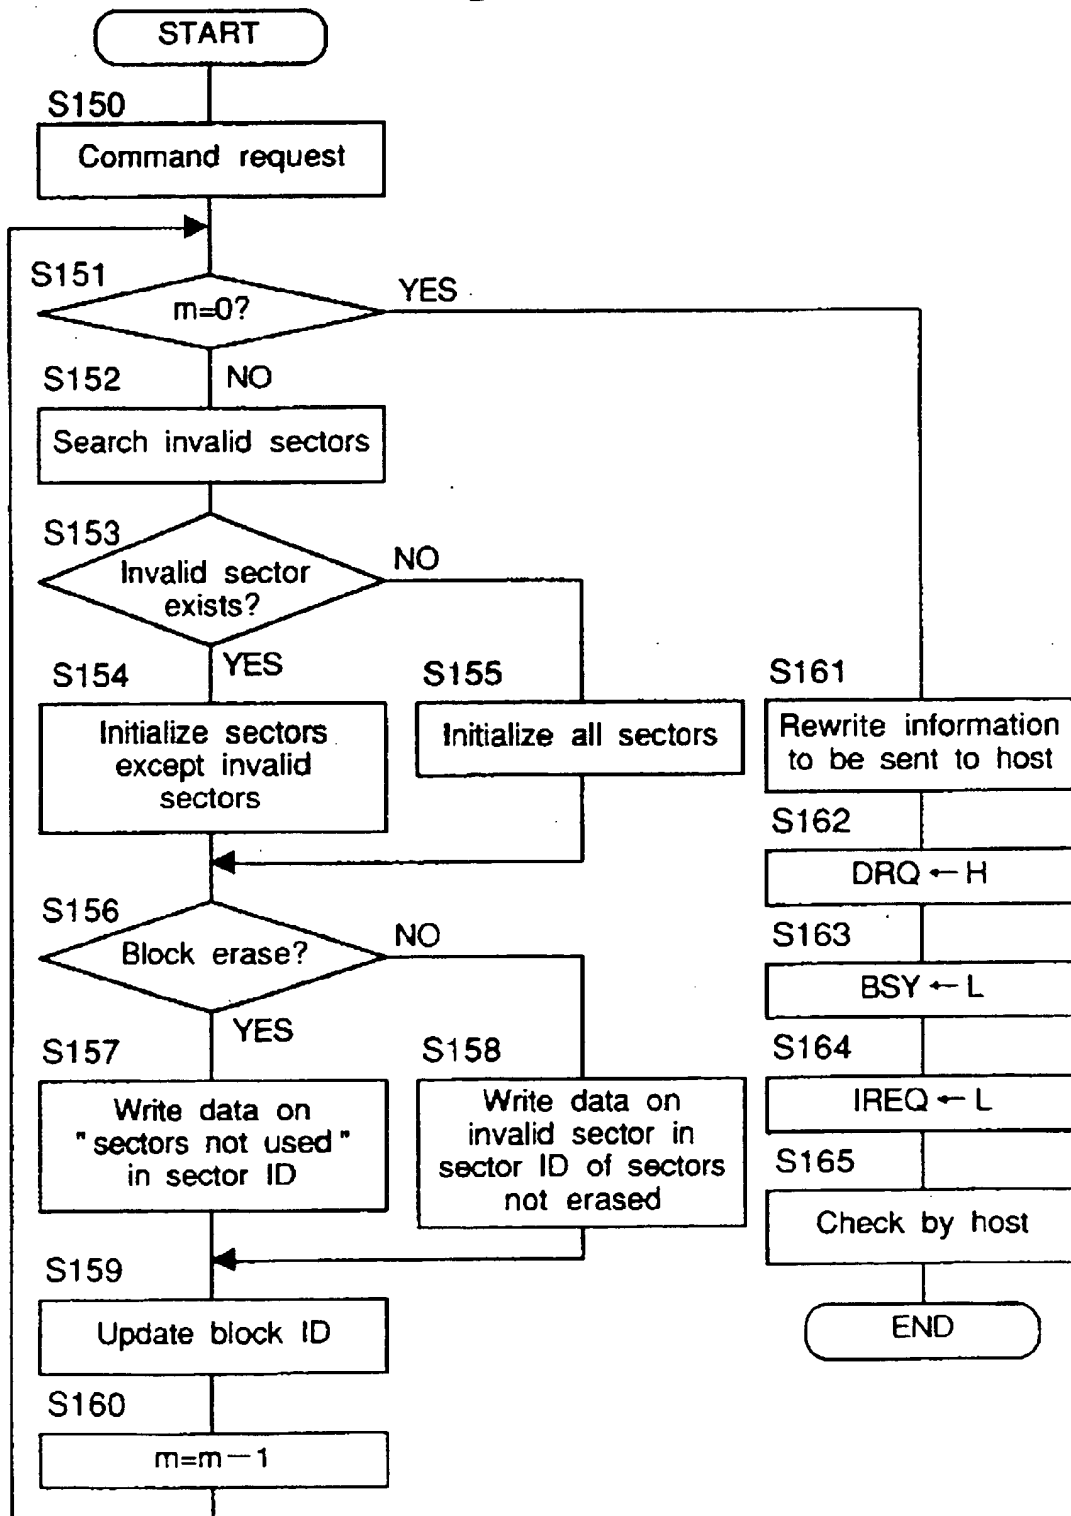 START
S150
Command request
S151
m=0?
YES
NO
S152
Search invalid sectors
S153
Invalid sector
exists?
NO
YES
S154
Initialize sectors
except invalid
sectors
S155
Initialize all sectors
S156
Block erase?
NO
YES
S157
Write data on
"sectors not used"
in sector ID
S158
Write data on
invalid sector in
sector ID of sectors
not erased
S159
Update block ID
S160
m=m−1
S161
Rewrite information
to be sent to host
S162
DRQ ← H
S163
BSY ← L
S164
IREQ ← L
S165
Check by host
END